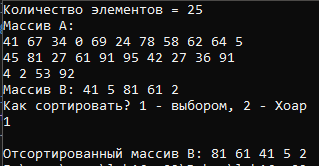 Количество элементов = 25
Массив A:
41 67 34 0 69 24 78 58 62 64 5
45 81 27 61 91 95 42 27 36 91
4 2 53 92
Массив B: 41 5 81 61 2
Как сортировать? 1 - выбором, 2 - Хоар
1
Отсортированный массив B: 81 61 41 5 2